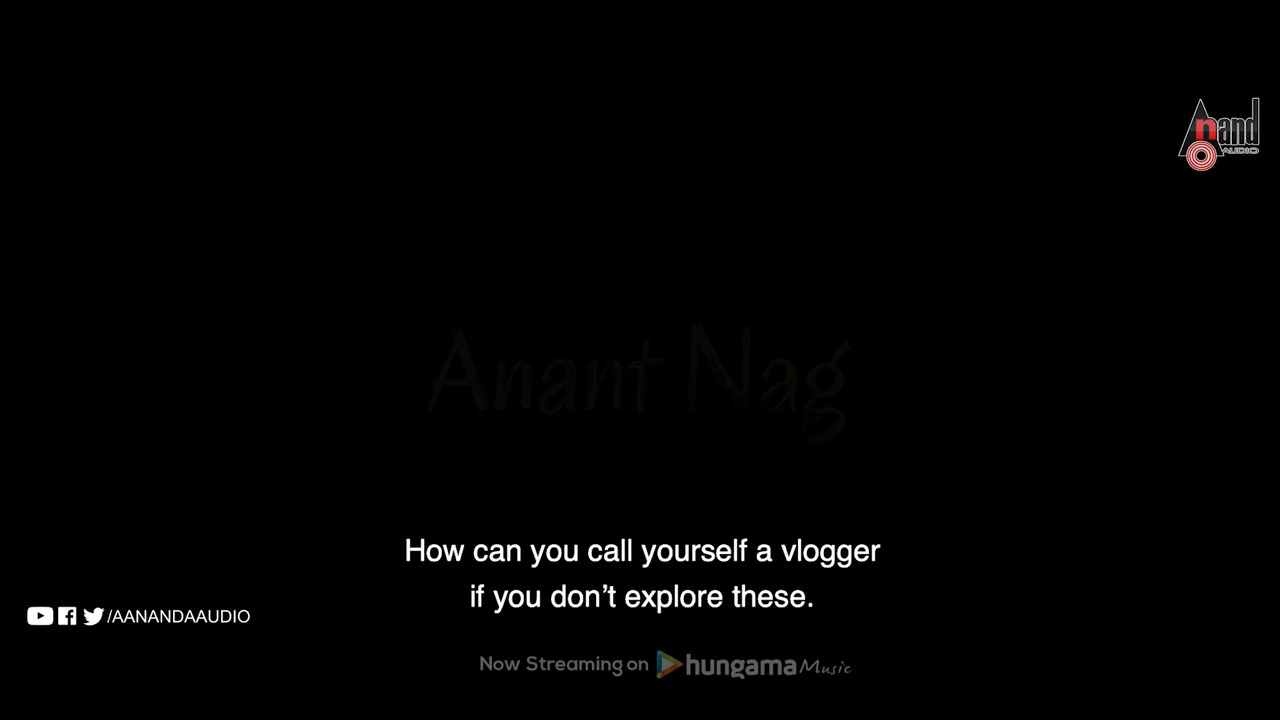 Anand
AUDIO
Anant Nag
How can you call yourself a vlogger
if you don’t explore these.
/AANANDAAUDIO
Now Streaming on hungama Music